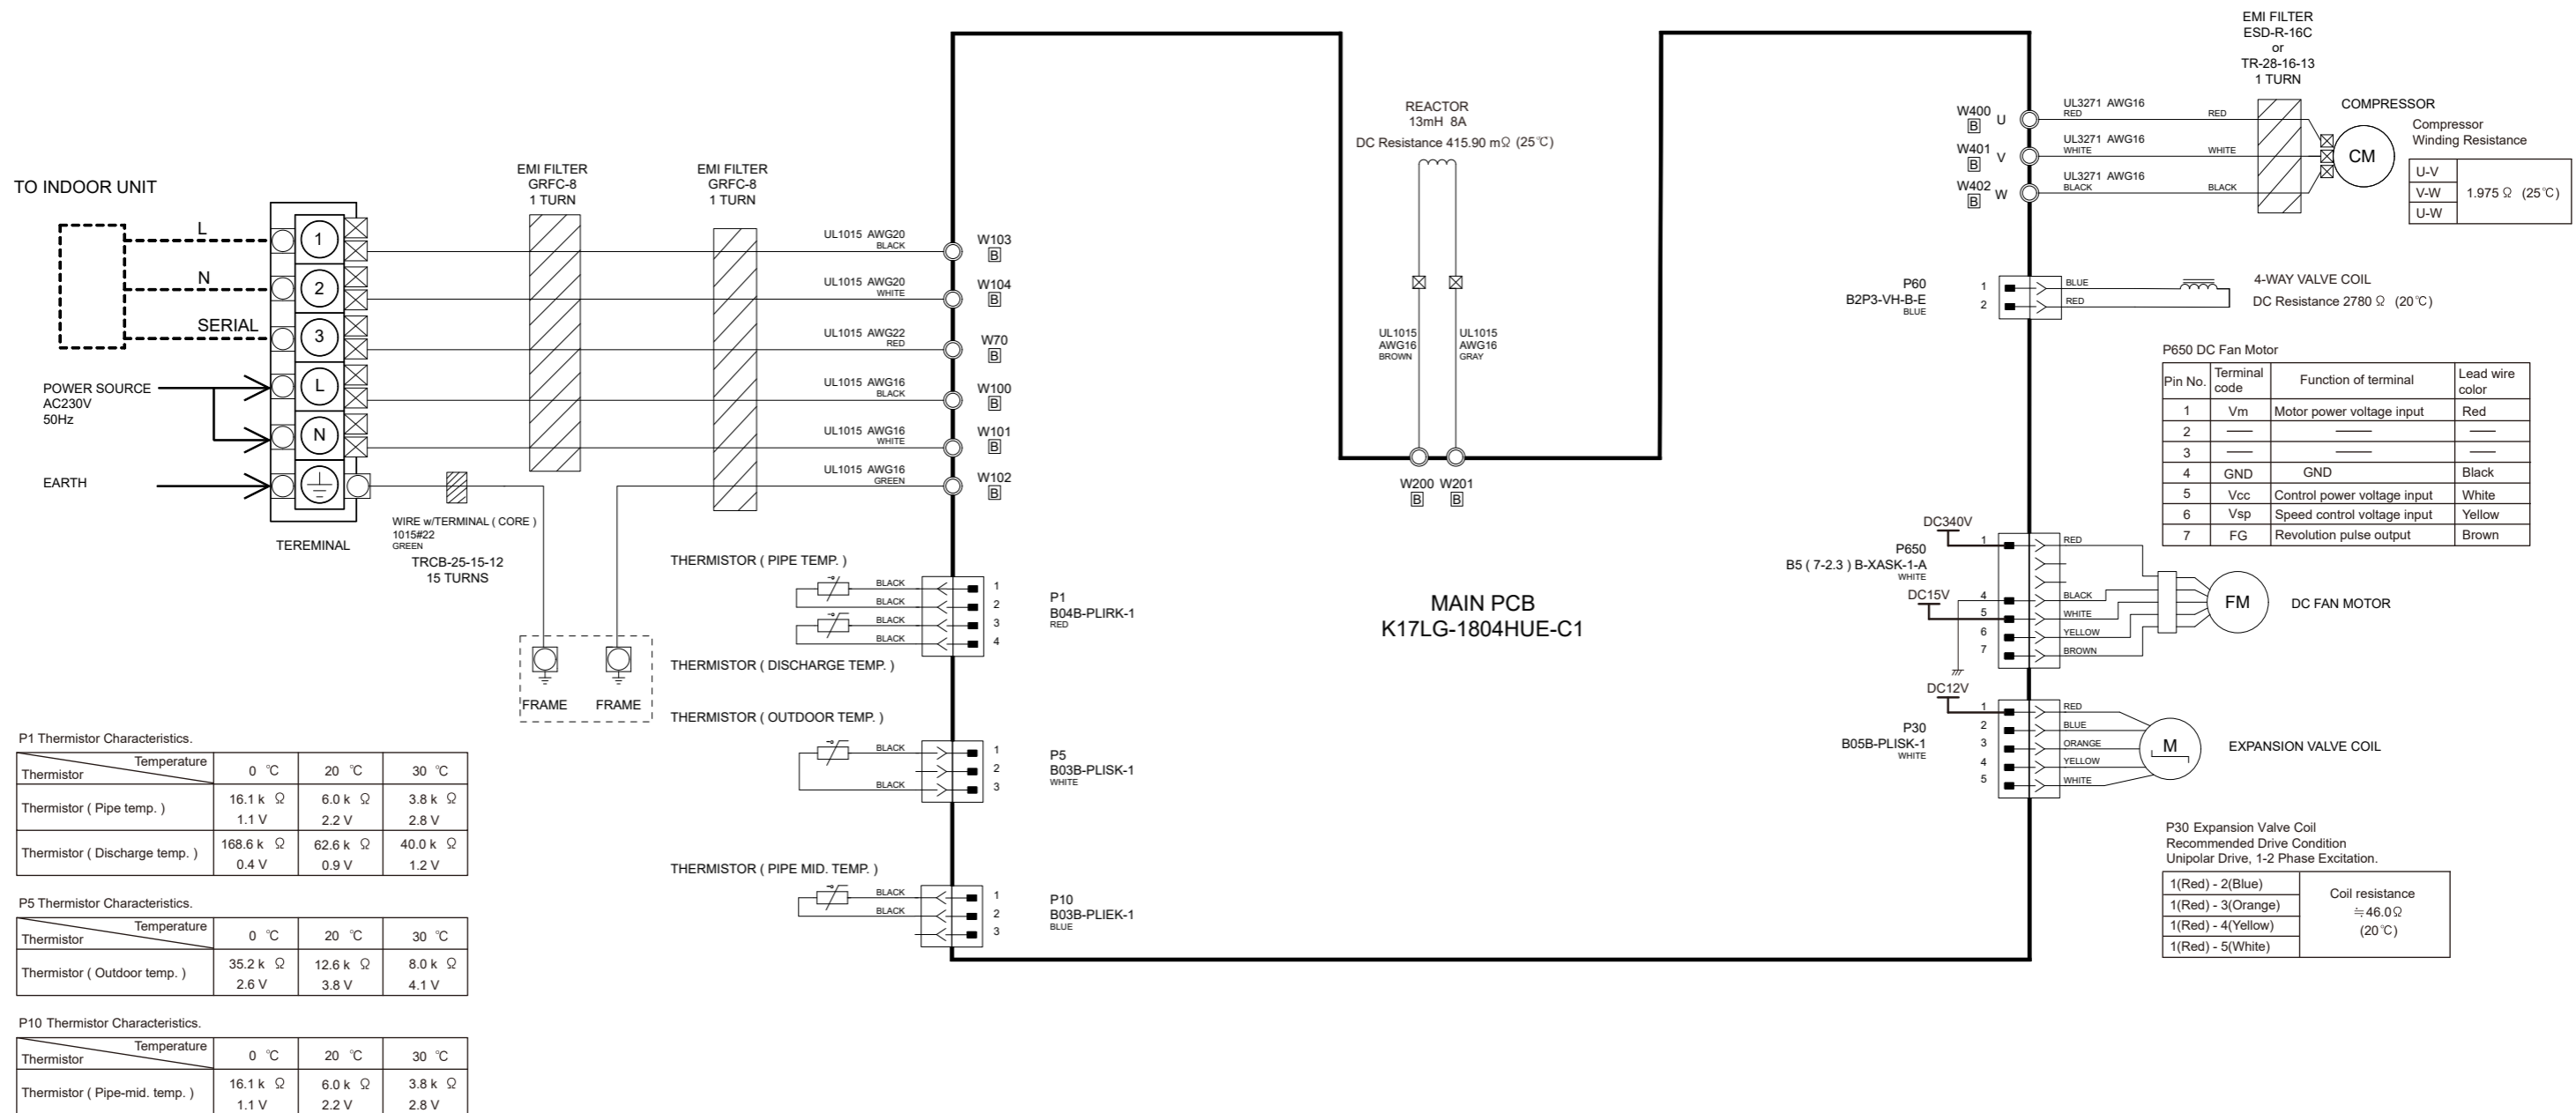 TO INDOOR UNIT
L
N
SERIAL
POWER SOURCE
AC230V
50Hz
EARTH
1
2
3
L
N
TEREMINAL
WIRE w/TERMINAL ( CORE )
1015#22
GREEN
TRCB-25-15-12
15 TURNS
EMI FILTER
GRFC-8
1 TURN
EMI FILTER
GRFC-8
1 TURN
FRAME
FRAME
UL1015 AWG20
BLACK
W103
B
UL1015 AWG20
WHITE
W104
B
UL1015 AWG22
RED
W70
B
UL1015 AWG16
BLACK
W100
B
UL1015 AWG16
WHITE
W101
B
UL1015 AWG16
GREEN
W102
B
THERMISTOR ( PIPE TEMP. )
BLACK
BLACK
BLACK
BLACK
1
2
3
4
P1
B04B-PLIRK-1
RED
THERMISTOR ( DISCHARGE TEMP. )
THERMISTOR ( OUTDOOR TEMP. )
BLACK
BLACK
1
2
3
P5
B03B-PLISK-1
WHITE
THERMISTOR ( PIPE MID. TEMP. )
BLACK
BLACK
1
2
3
P10
B03B-PLIEK-1
BLUE
REACTOR
13mH 8A
DC Resistance 415.90 mΩ (25℃)
UL1015
AWG16
BROWN
UL1015
AWG16
GRAY
W200
B
W201
B
MAIN PCB
K17LG-1804HUE-C1
EMI FILTER
ESD-R-16C
or
TR-28-16-13
1 TURN
W400
B
U
UL3271 AWG16
RED
RED
W401
B
V
UL3271 AWG16
WHITE
WHITE
W402
B
W
UL3271 AWG16
BLACK
BLACK
COMPRESSOR
CM
Compressor
Winding Resistance
U-V
V-W
U-W
1.975 Ω (25℃)
P60
B2P3-VH-B-E
BLUE
1
2
BLUE
RED
4-WAY VALVE COIL
DC Resistance 2780 Ω (20℃)
P650 DC Fan Motor
Pin No. Terminal code Function of terminal Lead wire color
1 Vm Motor power voltage input Red
2 — — —
3 — — —
4 GND GND Black
5 Vcc Control power voltage input White
6 Vsp Speed control voltage input Yellow
7 FG Revolution pulse output Brown
DC340V
P650
B5 ( 7-2.3 ) B-XASK-1-A
WHITE
DC15V
1
4
5
6
7
RED
BLACK
WHITE
YELLOW
BROWN
FM
DC FAN MOTOR
DC12V
P30
B05B-PLISK-1
WHITE
1
2
3
4
5
RED
BLUE
ORANGE
YELLOW
WHITE
M
EXPANSION VALVE COIL
P30 Expansion Valve Coil
Recommended Drive Condition
Unipolar Drive, 1-2 Phase Excitation.
1(Red) - 2(Blue)
1(Red) - 3(Orange)
1(Red) - 4(Yellow)
1(Red) - 5(White)
Coil resistance
≒46.0Ω
(20℃)
P1 Thermistor Characteristics.
Temperature
Thermistor
0 ℃ 20 ℃ 30 ℃
Thermistor ( Pipe temp. )
16.1 k Ω 6.0 k Ω 3.8 k Ω
1.1 V 2.2 V 2.8 V
Thermistor ( Discharge temp. )
168.6 k Ω 62.6 k Ω 40.0 k Ω
0.4 V 0.9 V 1.2 V
P5 Thermistor Characteristics.
Temperature
Thermistor
0 ℃ 20 ℃ 30 ℃
Thermistor ( Outdoor temp. )
35.2 k Ω 12.6 k Ω 8.0 k Ω
2.6 V 3.8 V 4.1 V
P10 Thermistor Characteristics.
Temperature
Thermistor
0 ℃ 20 ℃ 30 ℃
Thermistor ( Pipe-mid. temp. )
16.1 k Ω 6.0 k Ω 3.8 k Ω
1.1 V 2.2 V 2.8 V